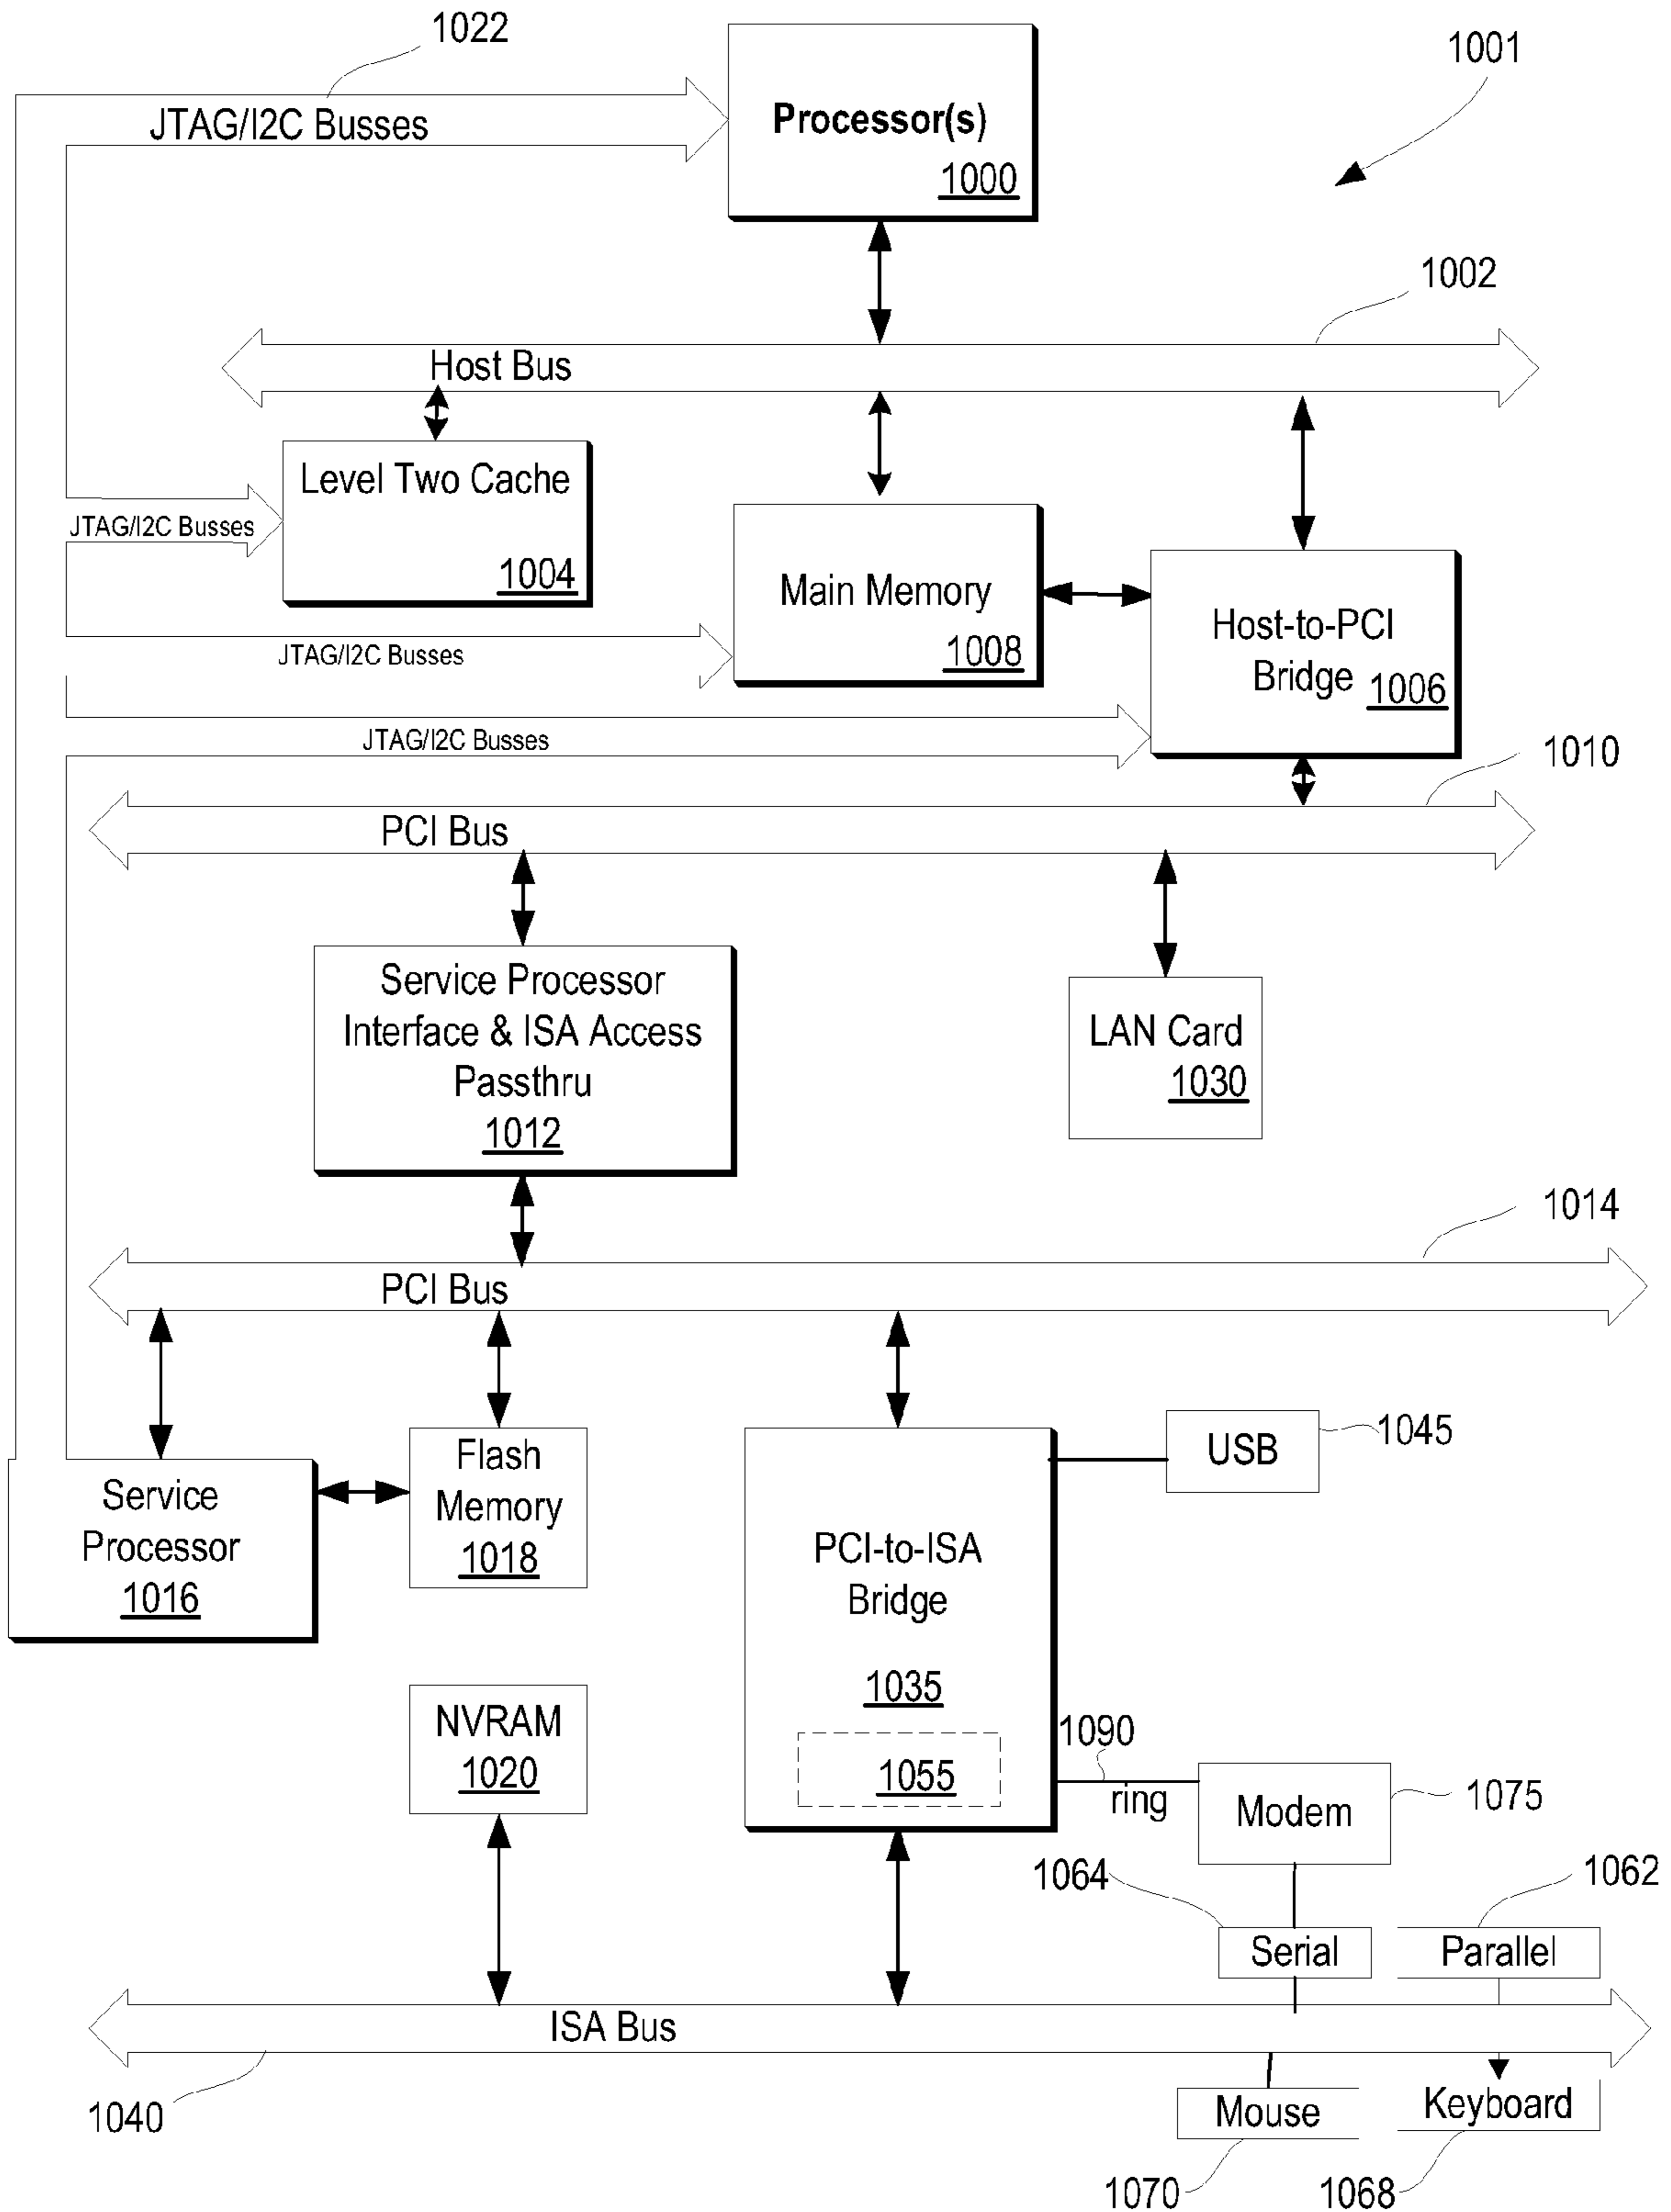 1022
1001
JTAG/I2C Busses
Processor(s)
1000
1002
Host Bus
Level Two Cache
1004
JTAG/I2C Busses
Main Memory
1008
Host-to-PCI
Bridge 1006
JTAG/I2C Busses
JTAG/I2C Busses
1010
PCI Bus
Service Processor
Interface & ISA Access
Passthru
1012
LAN Card
1030
1014
PCI Bus
Service
Processor
1016
Flash
Memory
1018
PCI-to-ISA
Bridge
1035
1055
USB
1045
NVRAM
1020
1090
ring
Modem
1075
1064
1062
Serial
Parallel
ISA Bus
1040
Mouse
Keyboard
1070
1068